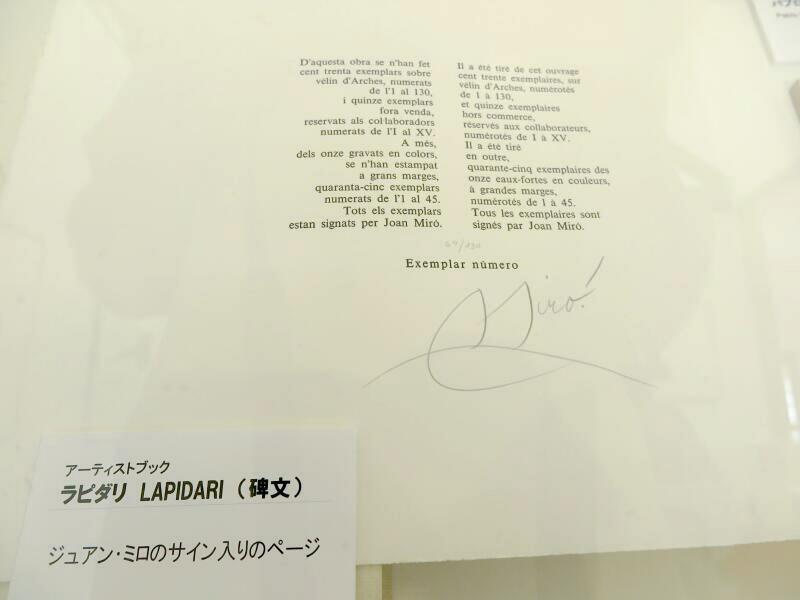 D'aquesta obra se n'han fet
cent trenta exemplars sobre
vélin d'Arches, numerats
de l'1 al 130,
i quinze exemplars
fora venda,
reservats als col·laboradors
numerats de l'I al XV.
A més,
dels onze gravats en colors,
se n'han estampat
a grans marges,
quaranta-cinc exemplars
numerats de l'1 al 45.
Tots els exemplars
estan signats per Joan Miró.
Il a été tiré de cet ouvrage
cent trente exemplaires, sur
vélin d'Arches, numérotés
de 1 à 130,
et quinze exemplaires
hors commerce,
réservés aux collaborateurs,
numérotés de I à XV.
Il a été tiré
en outre,
quarante-cinq exemplaires des
onze eaux-fortes en couleurs,
à grandes marges,
numérotés de 1 à 45.
Tous les exemplaires sont
signés par Joan Miró.
Exemplar número
Miró!
アーティストブック
ラピダリ LAPIDARI(碑文)
ジュアン・ミロのサイン入りのページ